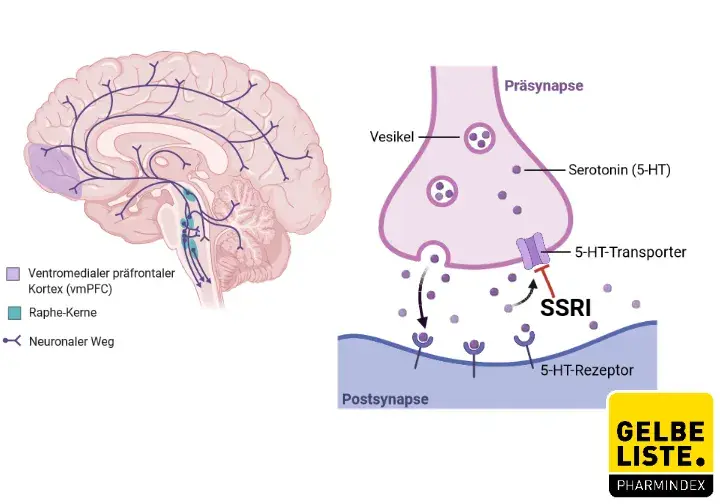 Ventromedialer präfrontaler
Kortex (vmPFC)
Raphe-Kerne
Neuronaler Weg
Präsynapse
Vesikel
Serotonin (5-HT)
5-HT-Transporter
SSRI
5-HT-Rezeptor
Postsynapse
GELBE
LISTE.
PHARMINDEX